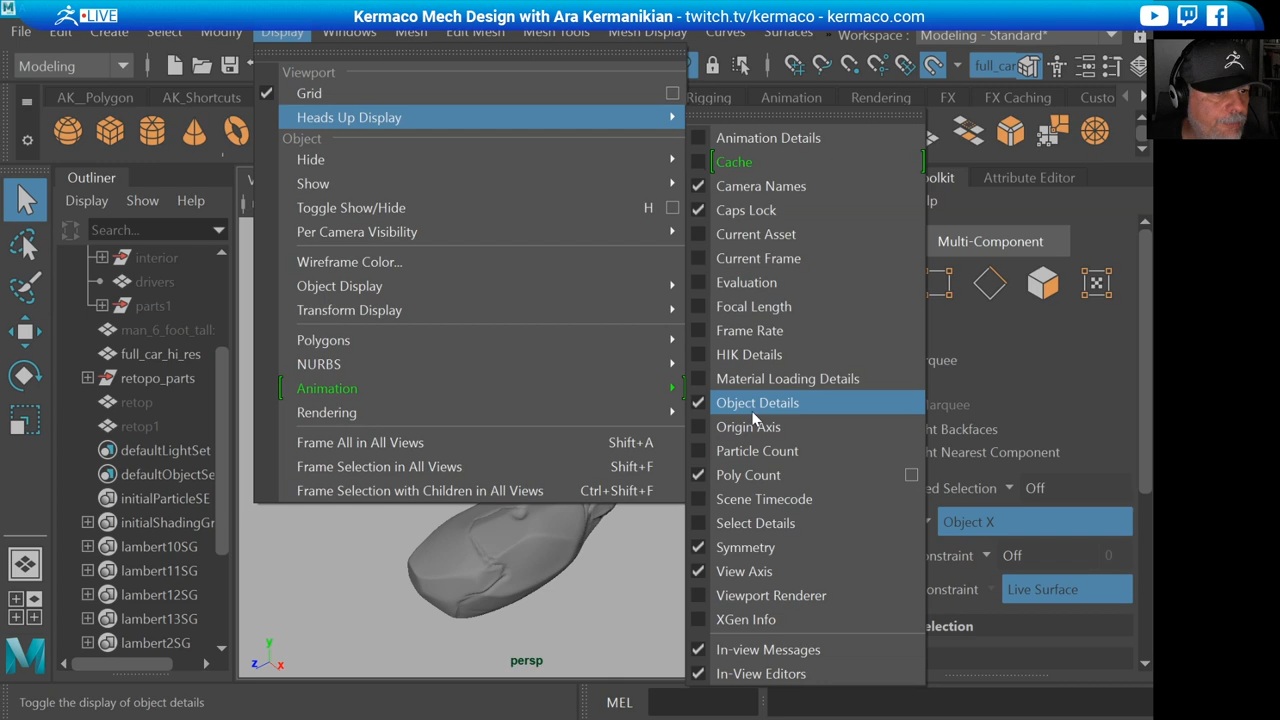 LIVE
Kermaco Mech Design with Ara Kermanikian - twitch.tv/kermaco - kermaco.com
File Edit Create Select Modify Display Windows Mesh Edit Mesh Mesh Tools Mesh Display Curves Surfaces Workspace: Modeling - Standard*
Modeling
full_car
AK__Polygon AK_Shortcuts Rigging Animation Rendering FX FX Caching Custo
Outliner
Display Show Help
Search...
interior
drivers
parts1
man_6_foot_tall
full_car_hi_res
retopo_parts
retop
retop1
defaultLightSet
defaultObjectSe
initialParticleSE
initialShadingGr
lambert10SG
lambert11SG
lambert12SG
lambert13SG
lambert2SG
Viewport
Grid
Heads Up Display
Object
Hide
Show
Toggle Show/Hide H
Per Camera Visibility
Wireframe Color...
Object Display
Transform Display
Polygons
NURBS
Animation
Rendering
Frame All in All Views Shift+A
Frame Selection in All Views Shift+F
Frame Selection with Children in All Views Ctrl+Shift+F
Animation Details
Cache
Camera Names
Caps Lock
Current Asset
Current Frame
Evaluation
Focal Length
Frame Rate
HIK Details
Material Loading Details
Object Details
Origin Axis
Particle Count
Poly Count
Scene Timecode
Select Details
Symmetry
View Axis
Viewport Renderer
XGen Info
In-view Messages
In-View Editors
olkit Attribute Editor
lp
Multi-Component
rquee
Marquee
t Backfaces
t Nearest Component
ed Selection Off
Object X
onstraint Off 0
onstraint Live Surface
election
y
z x
persp
Toggle the display of object details
MEL